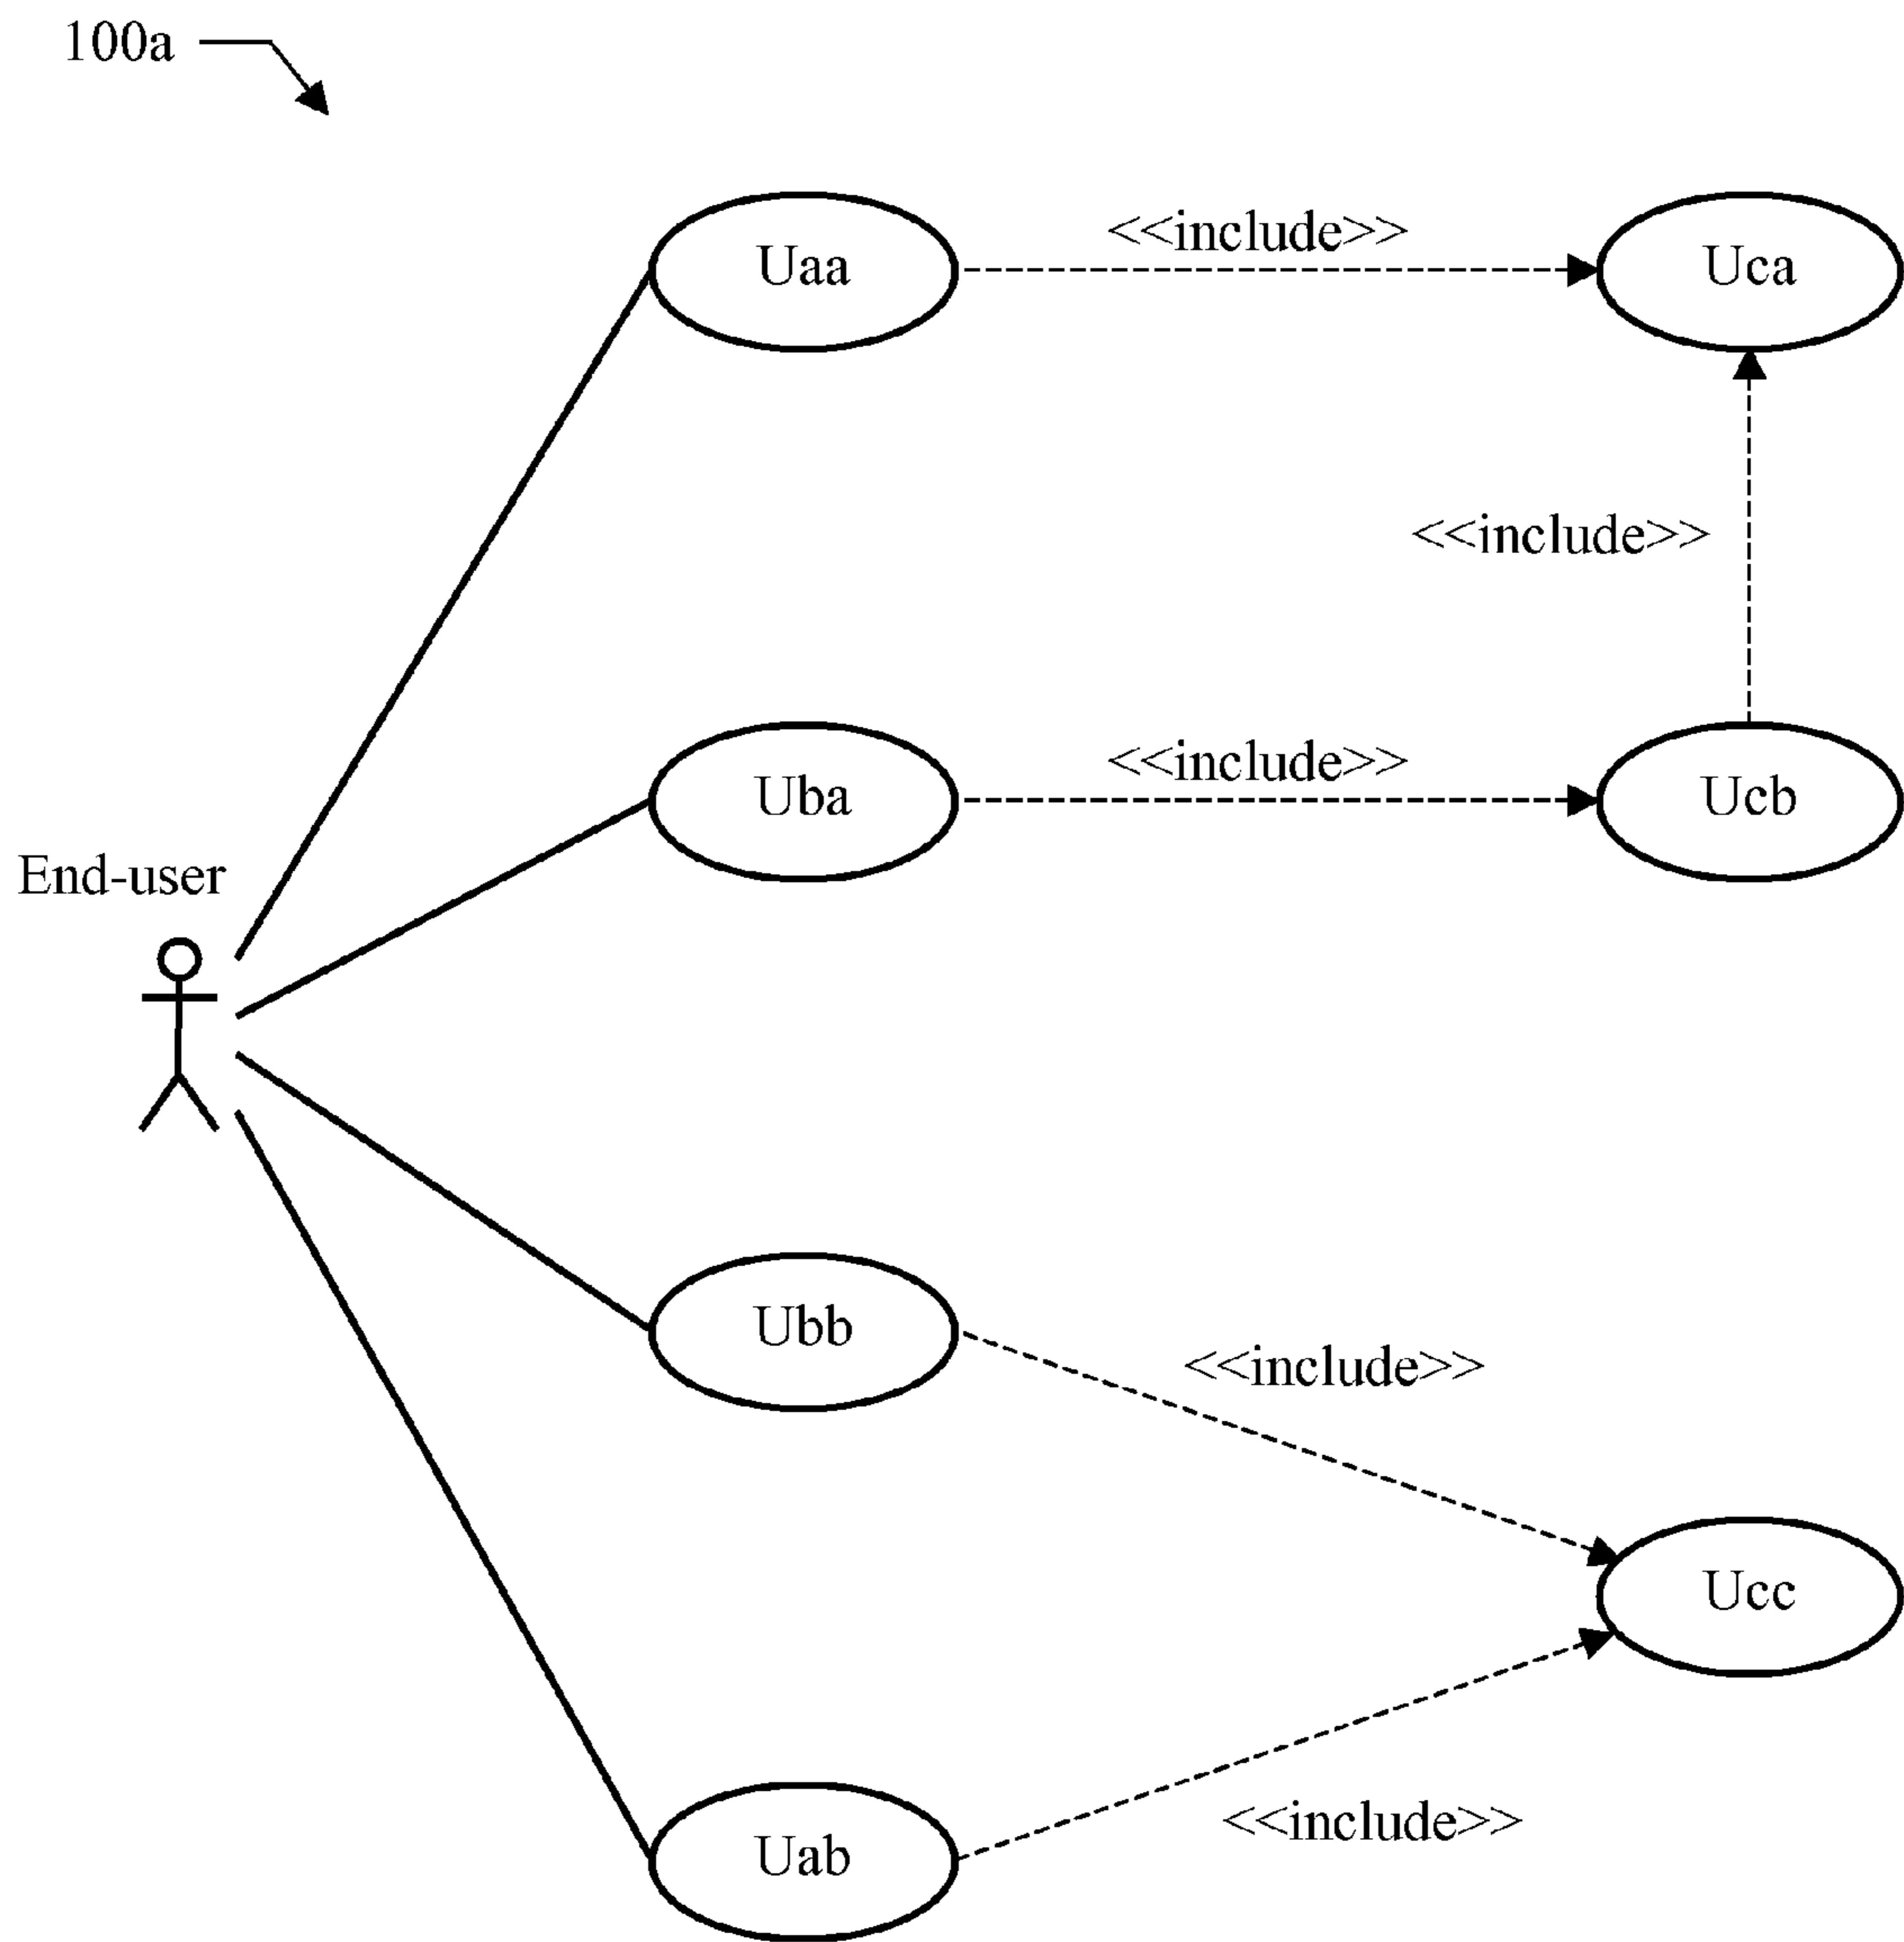 100a
<<include>>
Uaa
Uca
<<include>>
<<include>>
Uba
Ucb
End-user
Ubb
<<include>>
Ucc
<<include>>
Uab